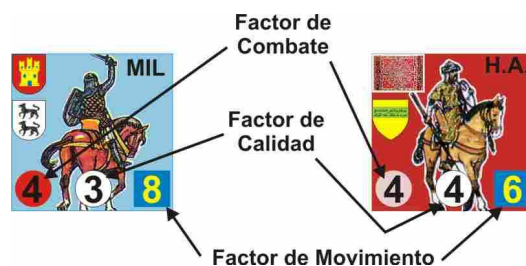 Factor de
Combate
MIL
H.A.
Factor de
Calidad
4 3 8
4 4 6
Factor de Movimiento